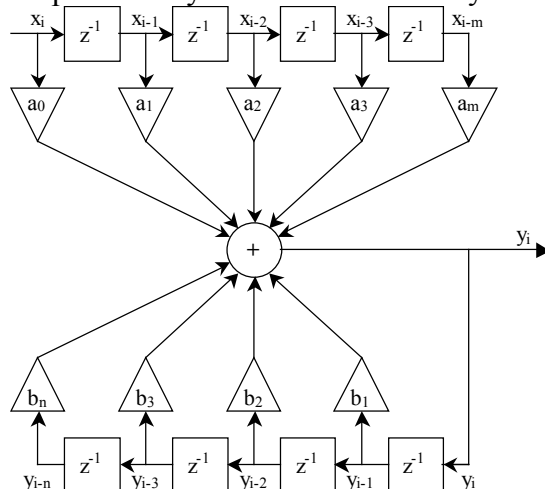 xi xi-1 xi-2 xi-3 xi-m
z-1 z-1 z-1 z-1
a0 a1 a2 a3 am
+
yi
bn b3 b2 b1
z-1 z-1 z-1 z-1
yi-n yi-3 yi-2 yi-1 yi